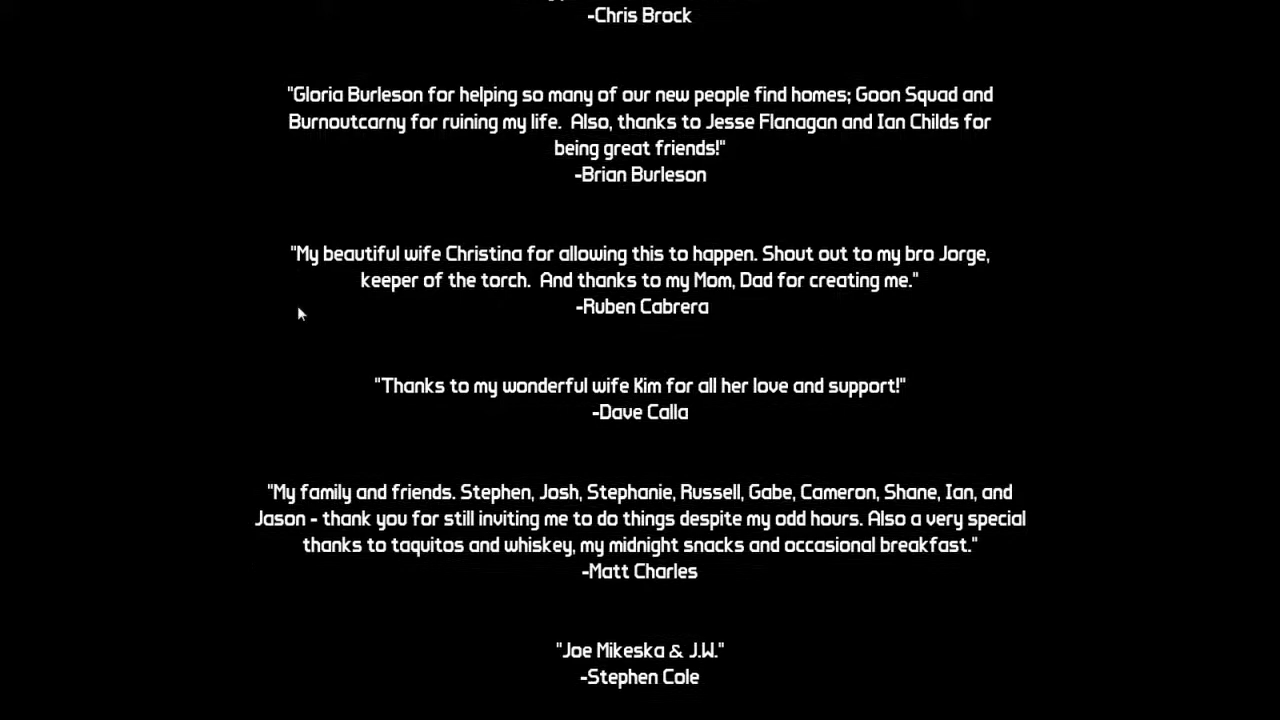 -Chris Brock
"Gloria Burleson for helping so many of our new people find homes; Goon Squad and
Burnoutcarny for ruining my life.  Also, thanks to Jesse Flanagan and Ian Childs for
being great friends!"
-Brian Burleson
"My beautiful wife Christina for allowing this to happen. Shout out to my bro Jorge,
keeper of the torch.  And thanks to my Mom, Dad for creating me."
-Ruben Cabrera
"Thanks to my wonderful wife Kim for all her love and support!"
-Dave Calla
"My family and friends. Stephen, Josh, Stephanie, Russell, Gabe, Cameron, Shane, Ian, and
Jason - thank you for still inviting me to do things despite my odd hours. Also a very special
thanks to taquitos and whiskey, my midnight snacks and occasional breakfast."
-Matt Charles
"Joe Mikeska & J.W."
-Stephen Cole